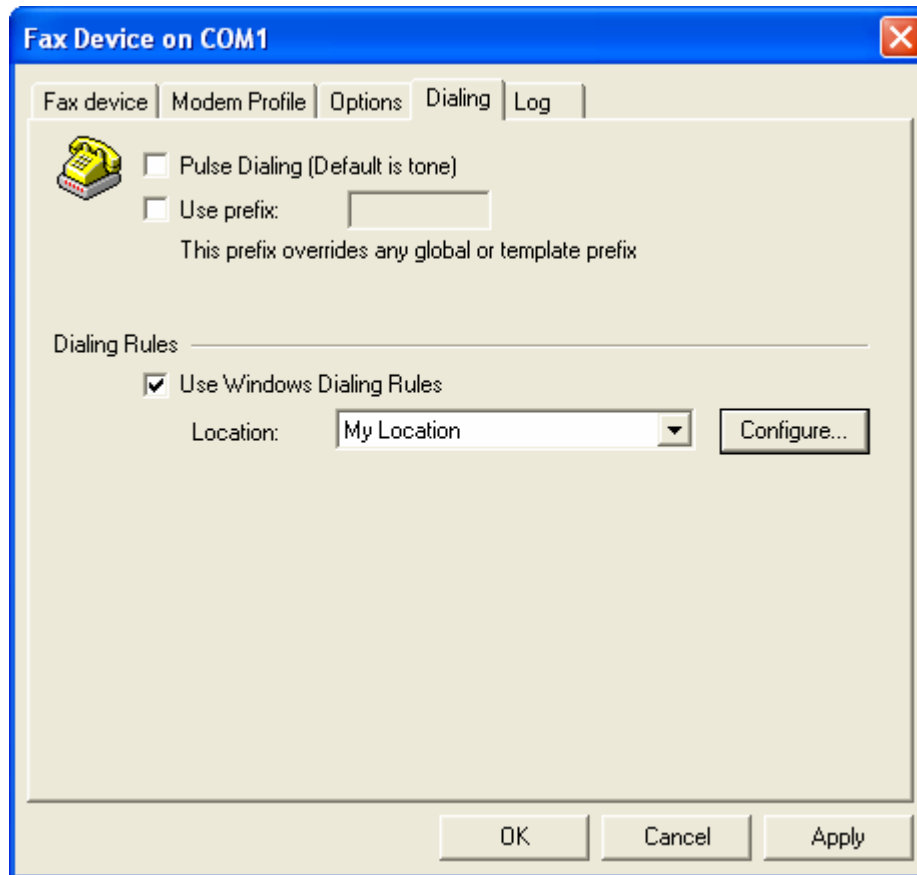 Fax Device on COM1
Fax device Modem Profile Options Dialing Log
Pulse Dialing (Default is tone)
Use prefix:
This prefix overrides any global or template prefix
Dialing Rules
Use Windows Dialing Rules
Location: My Location Configure...
OK Cancel Apply